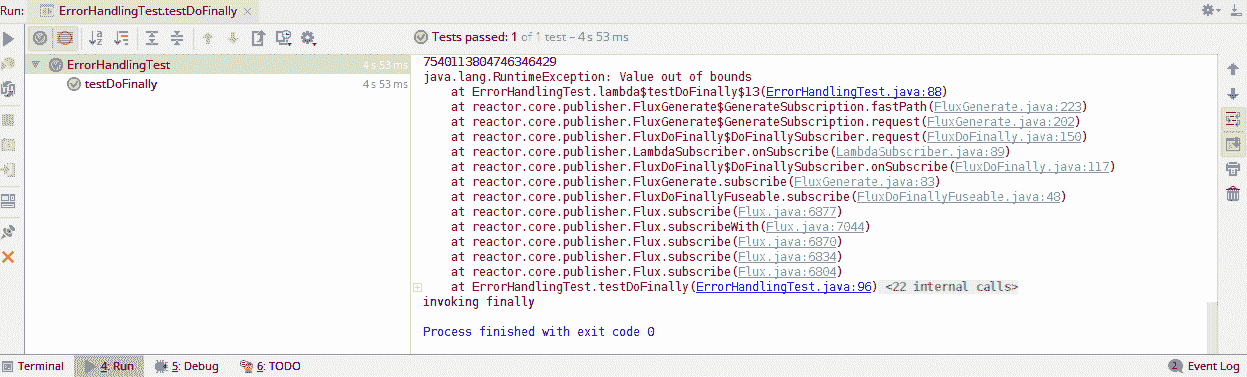 Run: ErrorHandlingTest.testDoFinally
Tests passed: 1 of 1 test – 4 s 53 ms
ErrorHandlingTest 4 s 53 ms
testDoFinally 4 s 53 ms
7540113804746346429
java.lang.RuntimeException: Value out of bounds
at ErrorHandlingTest.lambda$testDoFinally$13(ErrorHandlingTest.java:88)
at reactor.core.publisher.FluxGenerate$GenerateSubscription.fastPath(FluxGenerate.java:223)
at reactor.core.publisher.FluxGenerate$GenerateSubscription.request(FluxGenerate.java:202)
at reactor.core.publisher.FluxDoFinally$DoFinallySubscriber.request(FluxDoFinally.java:150)
at reactor.core.publisher.LambdaSubscriber.onSubscribe(LambdaSubscriber.java:89)
at reactor.core.publisher.FluxDoFinally$DoFinallySubscriber.onSubscribe(FluxDoFinally.java:117)
at reactor.core.publisher.FluxGenerate.subscribe(FluxGenerate.java:83)
at reactor.core.publisher.FluxDoFinallyFuseable.subscribe(FluxDoFinallyFuseable.java:48)
at reactor.core.publisher.Flux.subscribe(Flux.java:6877)
at reactor.core.publisher.Flux.subscribeWith(Flux.java:7044)
at reactor.core.publisher.Flux.subscribe(Flux.java:6870)
at reactor.core.publisher.Flux.subscribe(Flux.java:6834)
at reactor.core.publisher.Flux.subscribe(Flux.java:6804)
at ErrorHandlingTest.testDoFinally(ErrorHandlingTest.java:96) <22 internal calls>
invoking finally
Process finished with exit code 0
Terminal 4: Run 5: Debug 6: TODO 2 Event Log